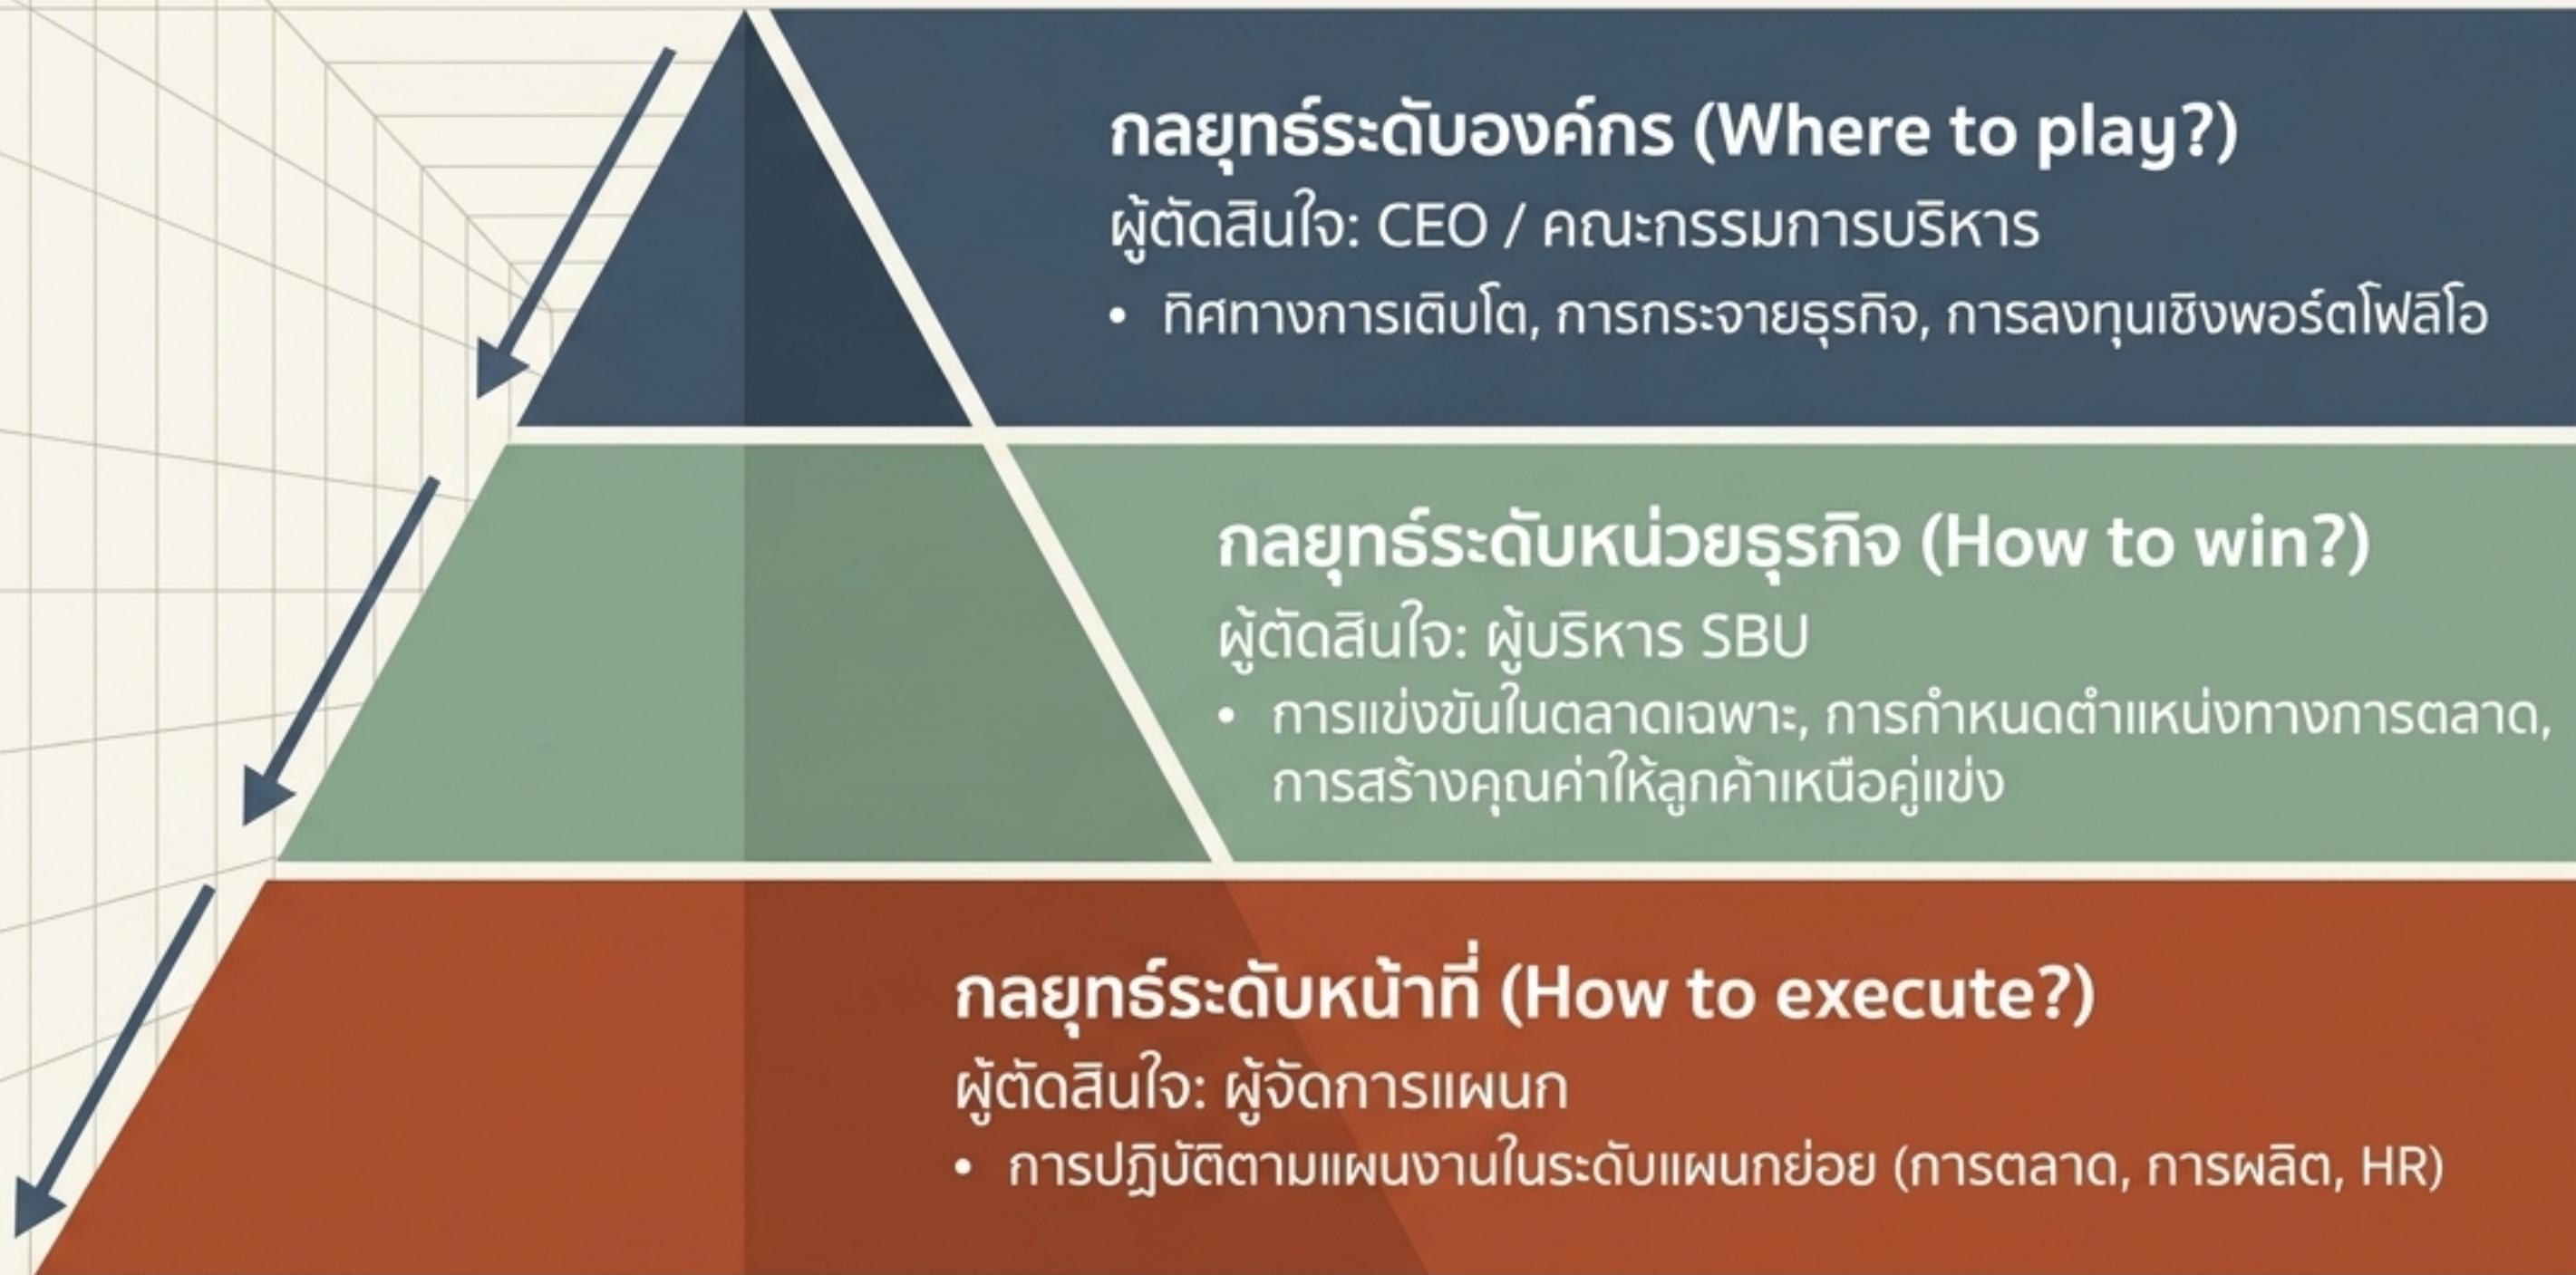 กลยุทธ์ระดับองค์กร (Where to play?)
ผู้ตัดสินใจ: CEO / คณะกรรมการบริหาร
• ทิศทางการเติบโต, การกระจายธุรกิจ, การลงทุนเชิงพอร์ตโฟลิโอ
กลยุทธ์ระดับหน่วยธุรกิจ (How to win?)
ผู้ตัดสินใจ: ผู้บริหาร SBU
• การแข่งขันในตลาดเฉพาะ, การกำหนดตำแหน่งทางการตลาด,
การสร้างคุณค่าให้ลูกค้าเหนือคู่แข่ง
กลยุทธ์ระดับหน้าที่ (How to execute?)
ผู้ตัดสินใจ: ผู้จัดการแผนก
• การปฏิบัติตามแผนงานในระดับแผนกย่อย (การตลาด, การผลิต, HR)